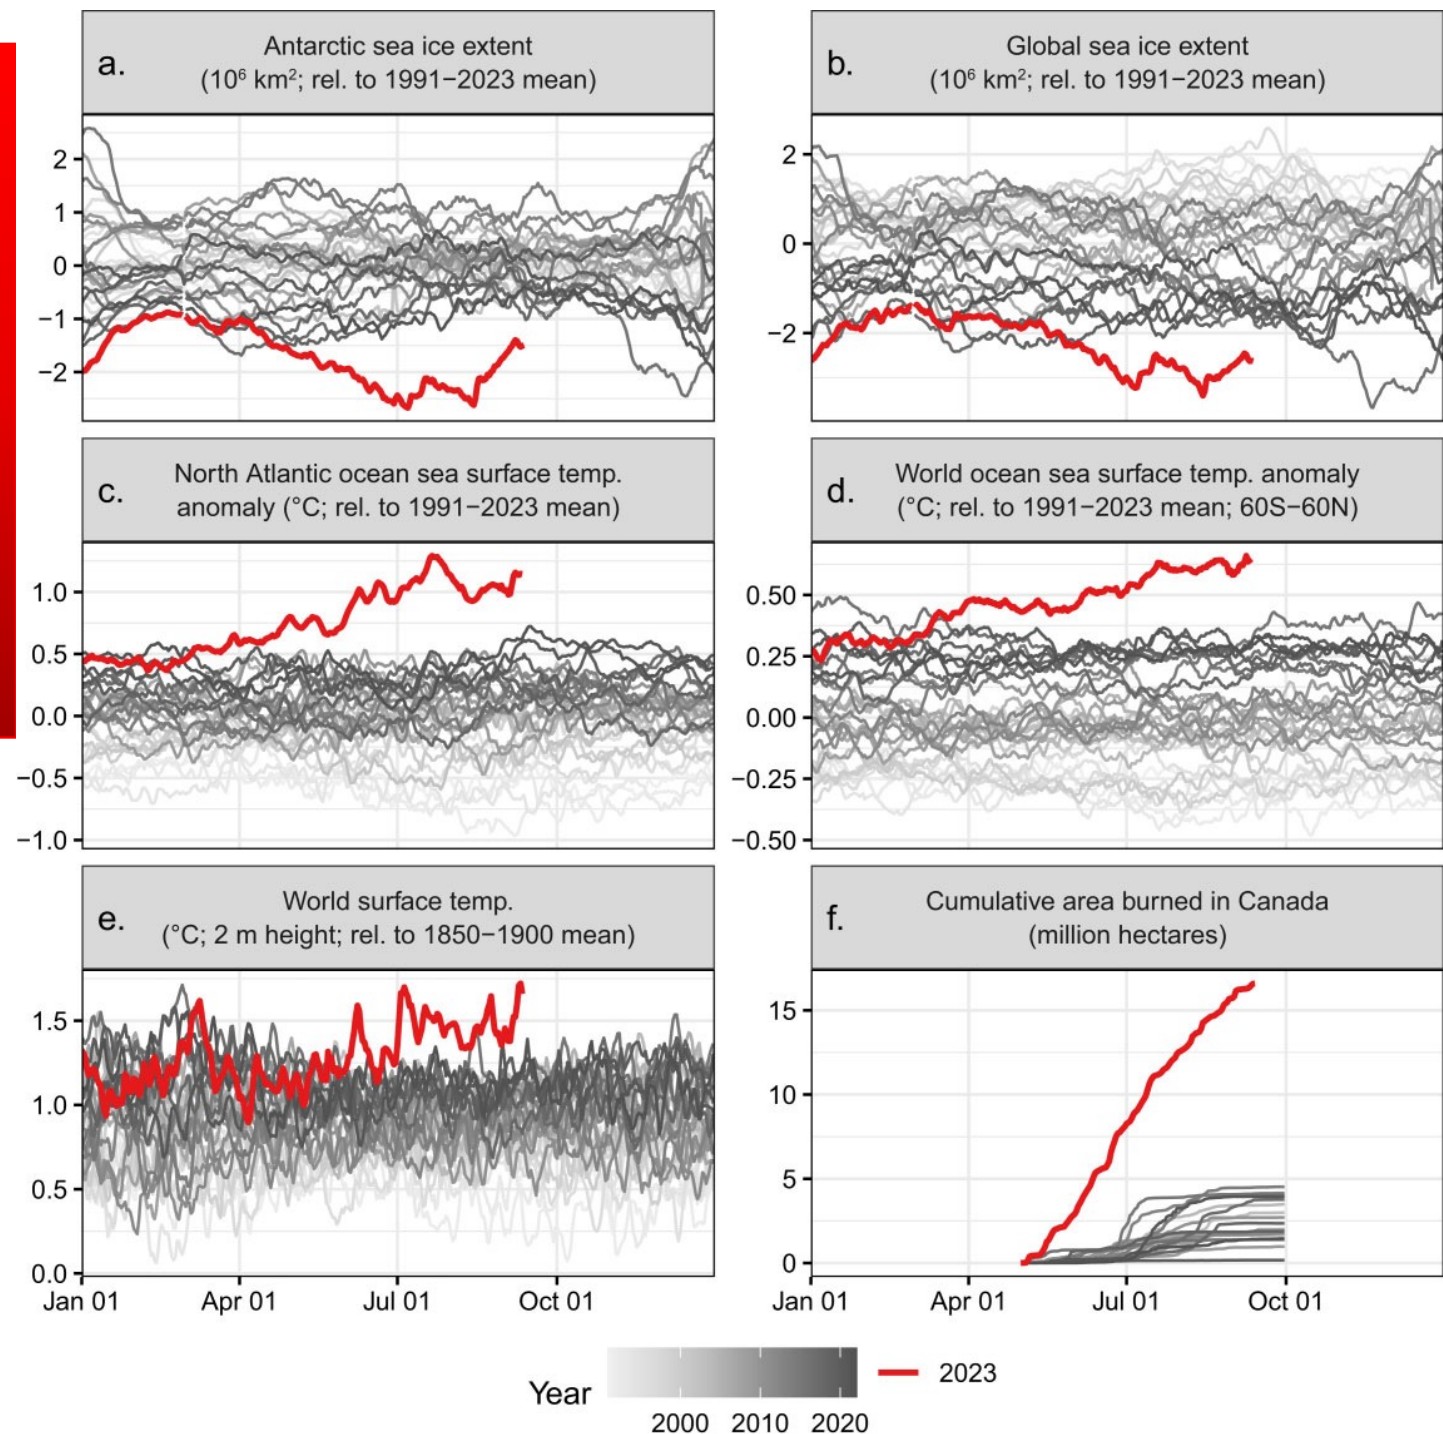 a.
Antarctic sea ice extent
(10⁶ km²; rel. to 1991−2023 mean)
b.
Global sea ice extent
(10⁶ km²; rel. to 1991−2023 mean)
2
1
0
−1
−2
2
0
−2
c.
North Atlantic ocean sea surface temp.
anomaly (°C; rel. to 1991−2023 mean)
d.
World ocean sea surface temp. anomaly
(°C; rel. to 1991−2023 mean; 60S−60N)
1.0
0.5
0.0
−0.5
−1.0
0.50
0.25
0.00
−0.25
−0.50
e.
World surface temp.
(°C; 2 m height; rel. to 1850−1900 mean)
f.
Cumulative area burned in Canada
(million hectares)
1.5
1.0
0.5
0.0
15
10
5
0
Jan 01 Apr 01 Jul 01 Oct 01
Jan 01 Apr 01 Jul 01 Oct 01
Year
2000 2010 2020
2023